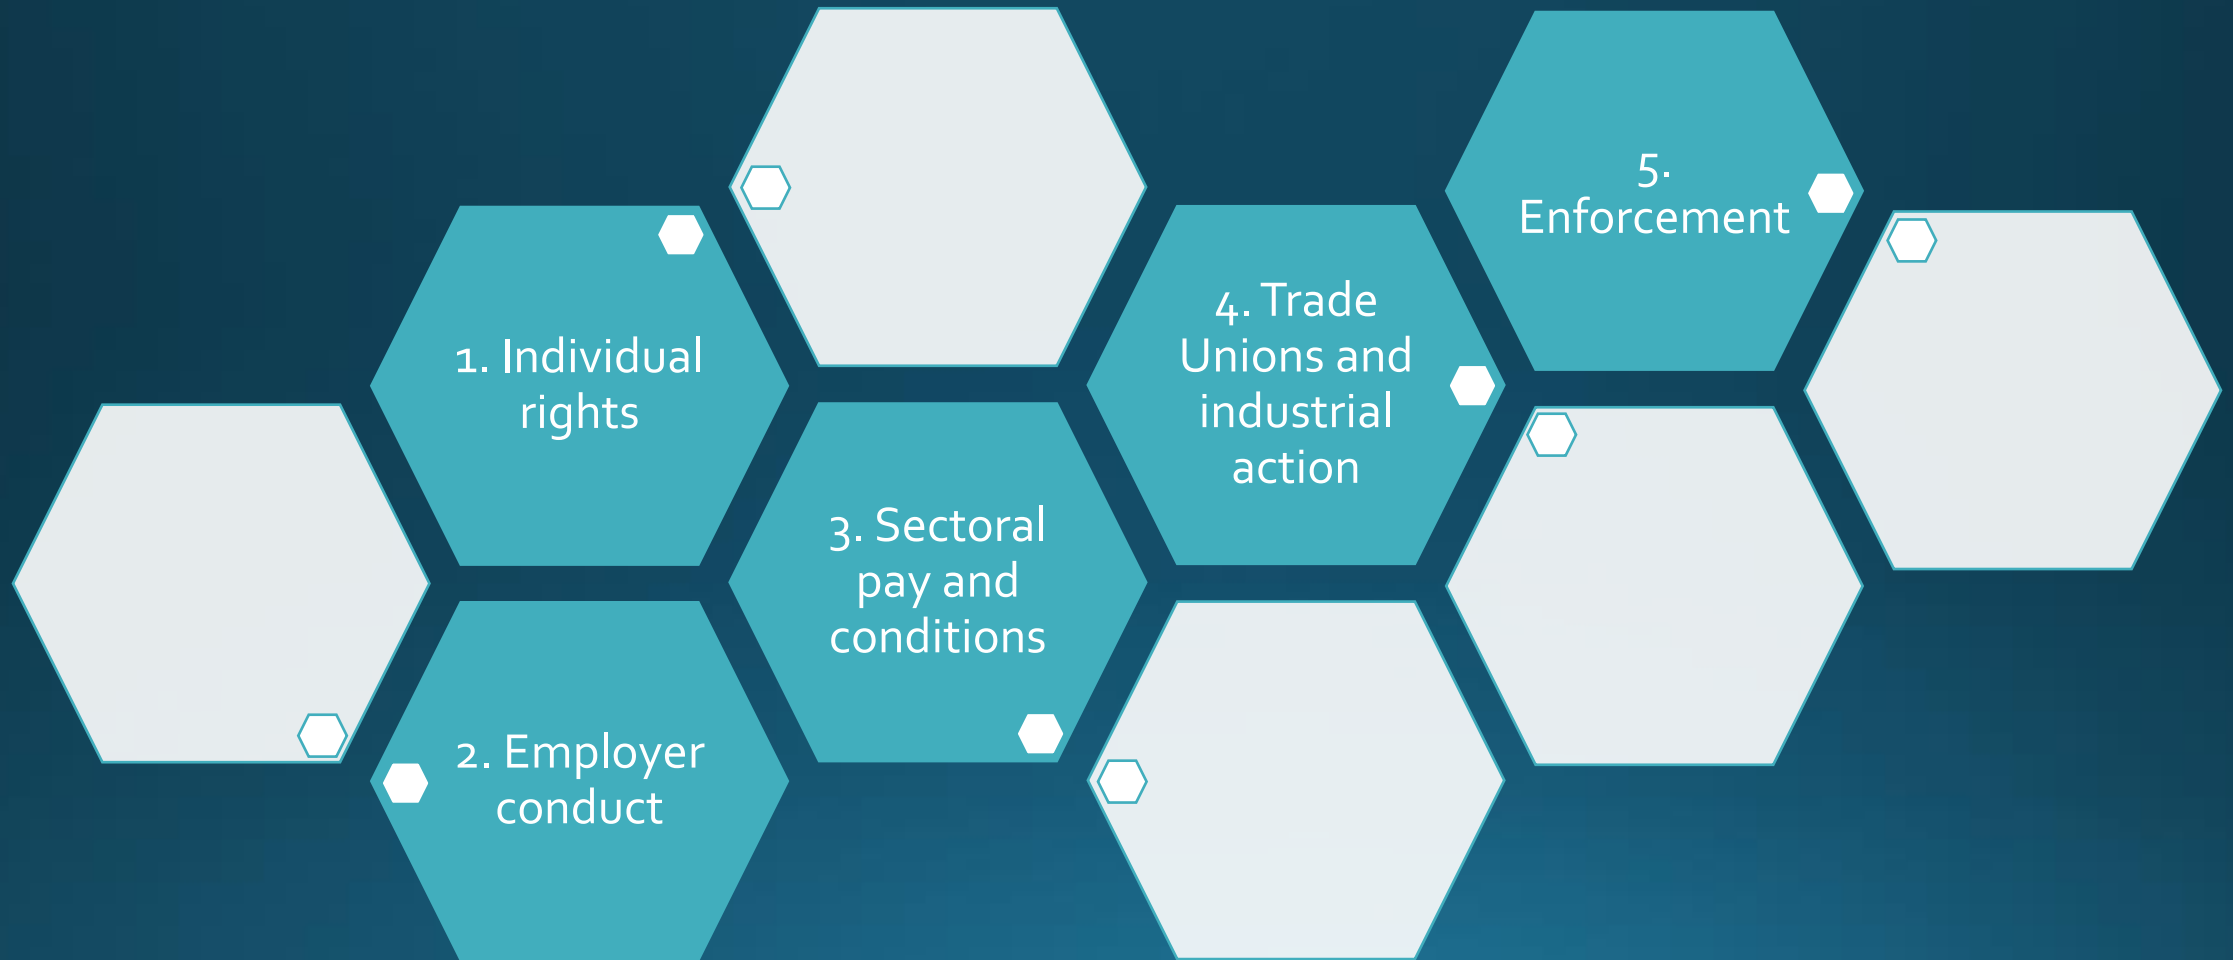 1. Individual
rights
2. Employer
conduct
3. Sectoral
pay and
conditions
4. Trade
Unions and
industrial
action
5.
Enforcement